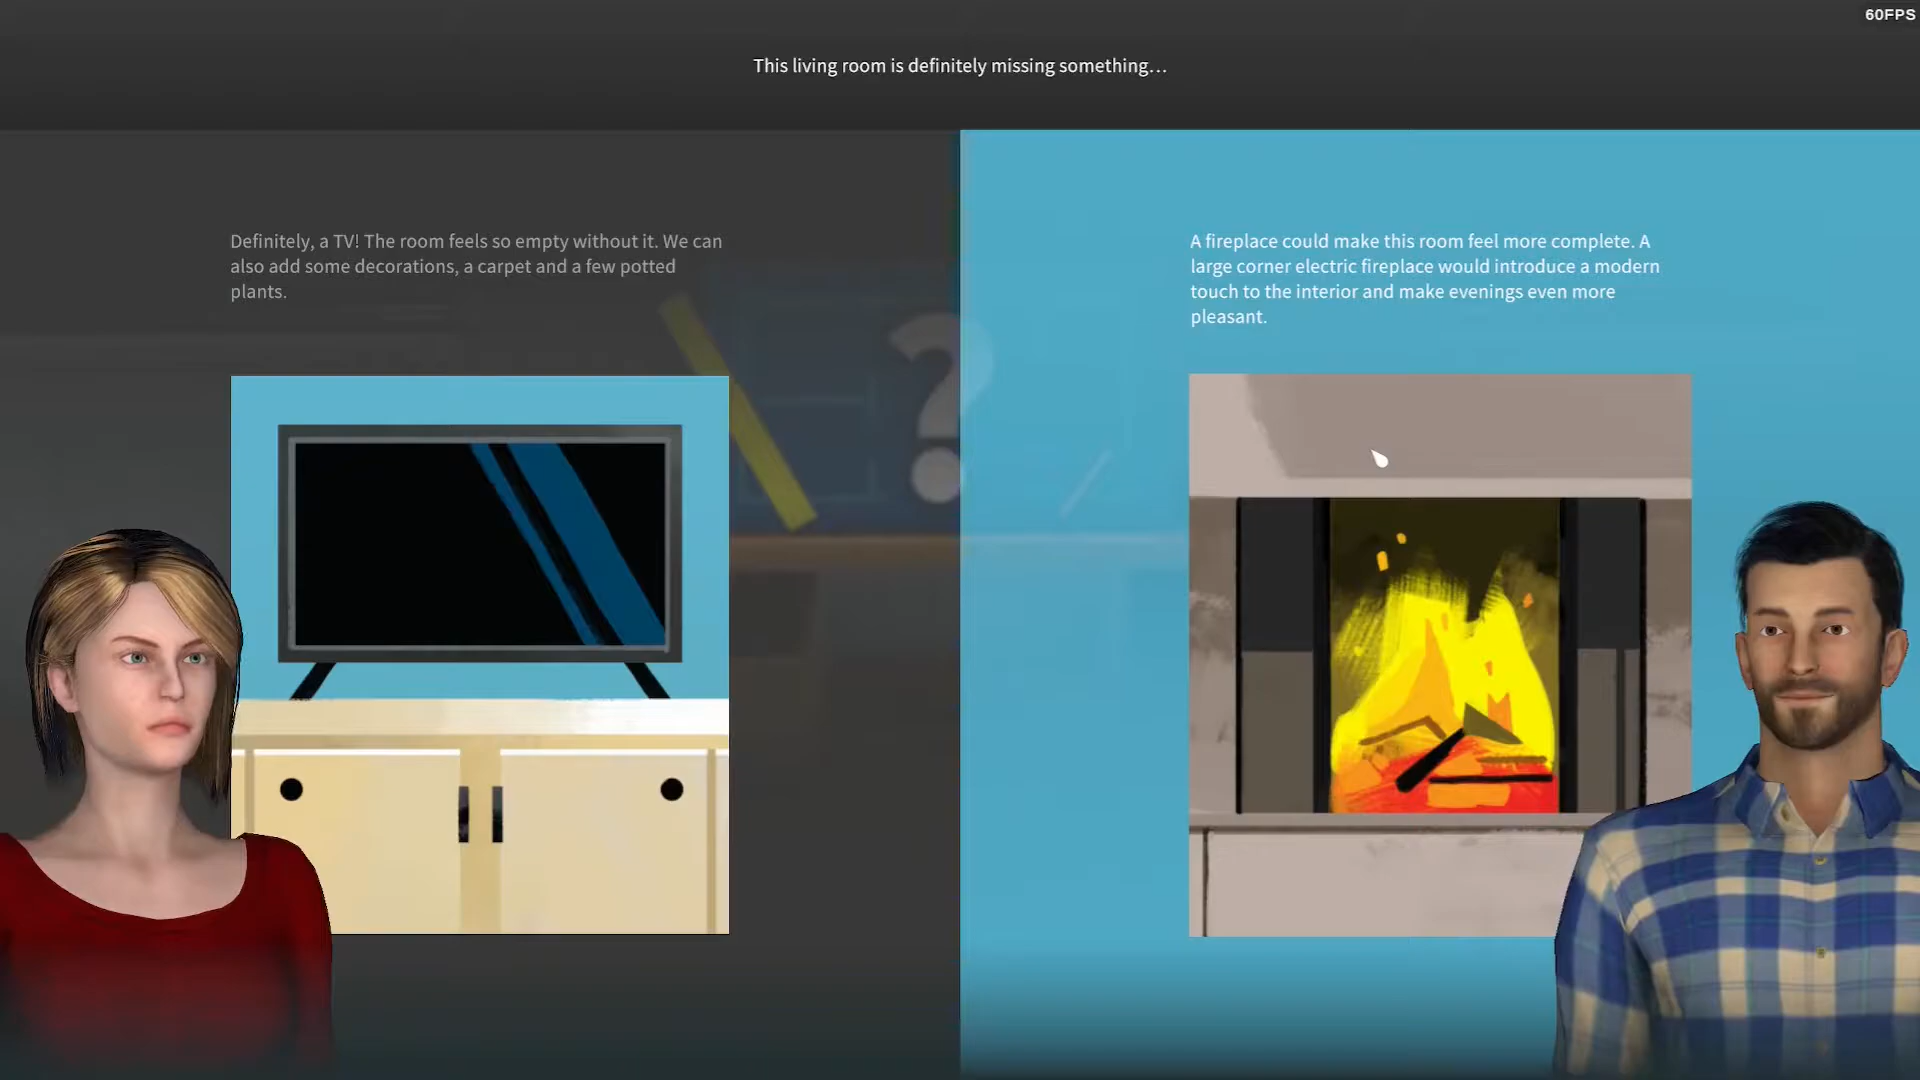 60FPS
This living room is definitely missing something...
Definitely, a TV! The room feels so empty without it. We can
also add some decorations, a carpet and a few potted
plants.
A fireplace could make this room feel more complete. A
large corner electric fireplace would introduce a modern
touch to the interior and make evenings even more
pleasant.